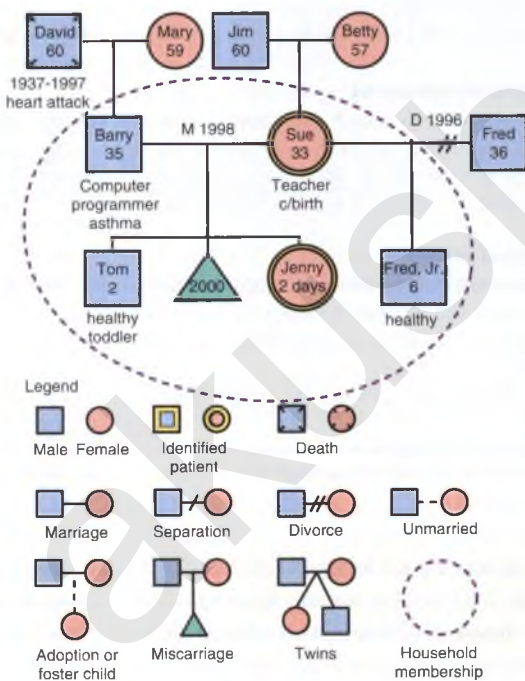 David
60
Mary
59
Jim
60
Betty
57
1937-1997
heart attack
M 1998
D 1996
Barry
35
Sue
33
Fred
36
Computer
programmer
asthma
Teacher
c/birth
Tom
2
2000
Jenny
2 days
Fred, Jr.
6
healthy
toddler
healthy
Legend
Male Female
Identified
patient
Death
Marriage
Separation
Divorce
Unmarried
Adoption or
foster child
Miscarriage
Twins
Household
membership
akush